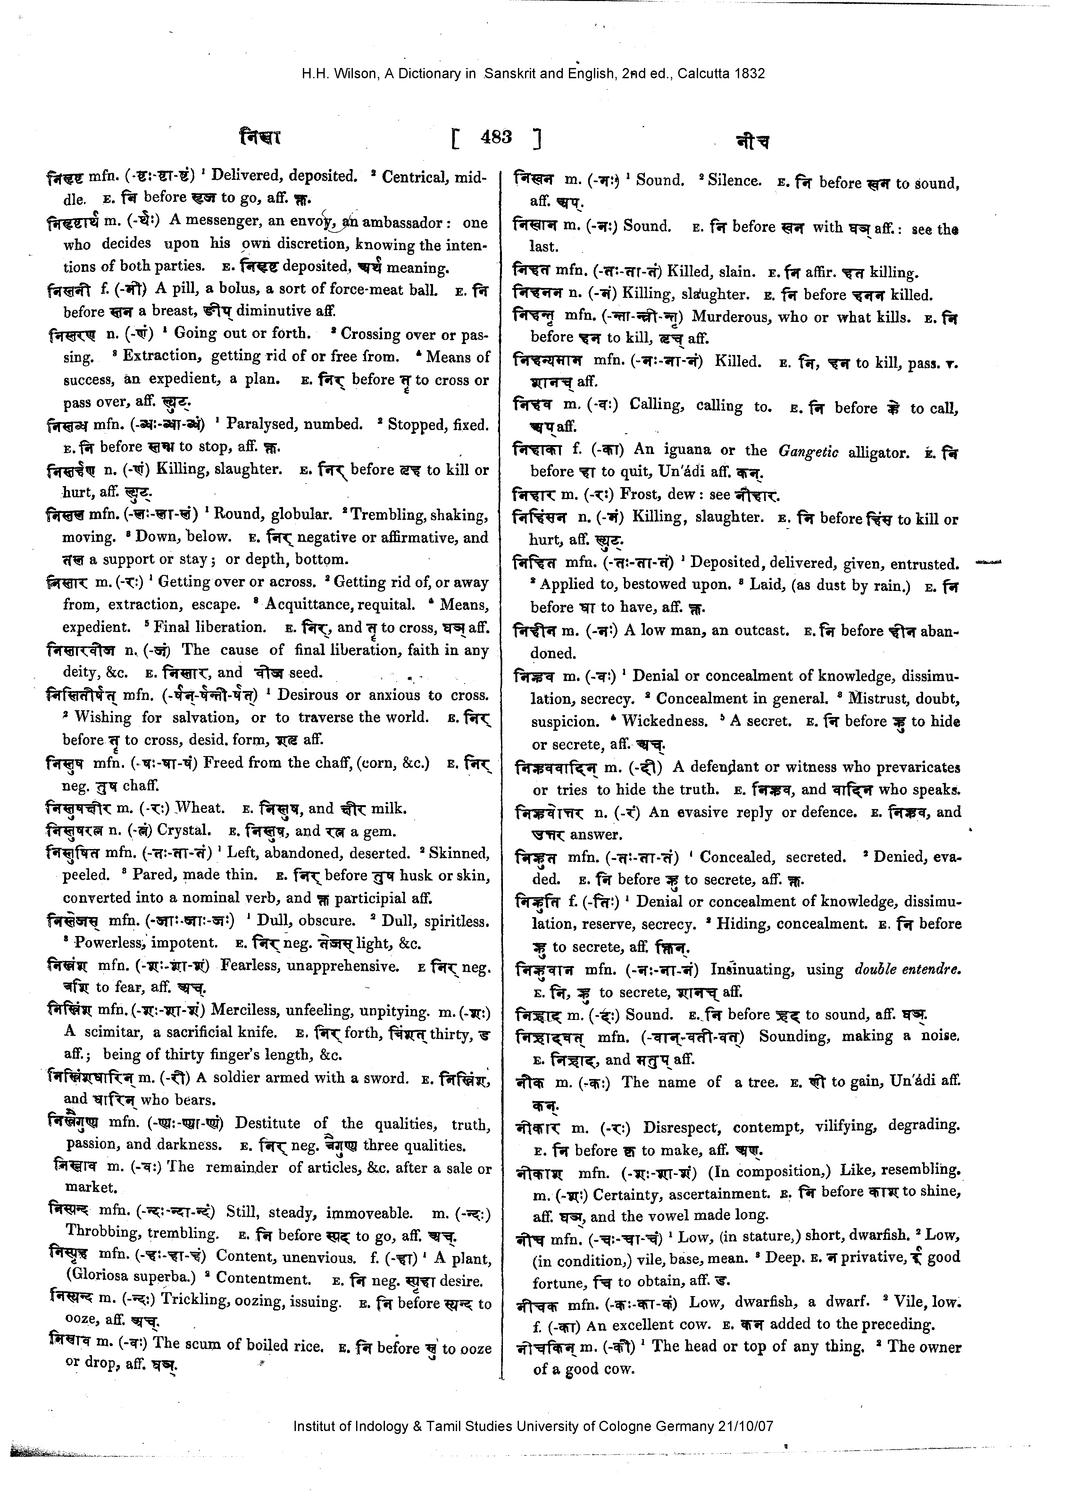 H.H. Wilson, A Dictionary in Sanskrit and English, 2nd ed., Calcutta 1832
निस्रा [ 483 ] नीच
निसृष्ट mfn. (-ष्टः-ष्टा-ष्टं) ¹ Delivered, deposited. ² Centrical, mid-
dle. E. नि before सृज to go, aff. क्त.
निसृष्टार्थ m. (-र्थः) A messenger, an envoy, an ambassador: one
who decides upon his own discretion, knowing the inten-
tions of both parties. E. निसृष्ट deposited, अर्थ meaning.
निस्तनी f. (-नी) A pill, a bolus, a sort of force-meat ball. E. नि
before स्तन a breast, ङीप् diminutive aff.
निस्तरण n. (-णं) ¹ Going out or forth. ² Crossing over or pas-
sing. ³ Extraction, getting rid of or free from. ⁴ Means of
success, an expedient, a plan. E. निर् before तॄ to cross or
pass over, aff. ल्युट्.
निस्तब्ध mfn. (-ब्धः-ब्धा-ब्धं) ¹ Paralysed, numbed. ² Stopped, fixed.
E. नि before स्तम्भ to stop, aff. क्त.
निस्तर्हण n. (-णं) Killing, slaughter. E. निर् before तृह to kill or
hurt, aff. ल्युट्.
निस्तल mfn. (-लः-ला-लं) ¹ Round, globular. ² Trembling, shaking,
moving. ³ Down, below. E. निर् negative or affirmative, and
तल a support or stay; or depth, bottom.
निस्तार m. (-रः) ¹ Getting over or across. ² Getting rid of, or away
from, extraction, escape. ³ Acquittance, requital. ⁴ Means,
expedient. ⁵ Final liberation. E. निर्, and तॄ to cross, घञ् aff.
निस्तारवीज n. (-जं) The cause of final liberation, faith in any
deity, &c. E. निस्तार, and वीज seed.
निस्तितीर्षत् mfn. (-र्षन्-र्षन्ती-र्षत्) ¹ Desirous or anxious to cross.
² Wishing for salvation, or to traverse the world. E. निर्
before तॄ to cross, desid. form, शतृ aff.
निस्तुष mfn. (-षः-षा-षं) Freed from the chaff, (corn, &c.) E. निर्
neg. तुष chaff.
निस्तुषक्षीर m. (-रः) Wheat. E. निस्तुष, and क्षीर milk.
निस्तुषरत्न n. (-त्नं) Crystal. E. निस्तुष, and रत्न a gem.
निस्तुषित mfn. (-तः-ता-तं) ¹ Left, abandoned, deserted. ² Skinned,
peeled. ³ Pared, made thin. E. निर् before तुष husk or skin,
converted into a nominal verb, and क्त participial aff.
निस्तेजस् mfn. (-जाः-जाः-जः) ¹ Dull, obscure. ² Dull, spiritless.
³ Powerless, impotent. E. निर् neg. तेजस् light, &c.
निस्त्रंश mfn. (-शः-शा-शं) Fearless, unapprehensive. E निर् neg.
त्रशि to fear, aff. अच्.
निस्त्रिंश mfn. (-शः-शा-शं) Merciless, unfeeling, unpitying. m. (-शः)
A scimitar, a sacrificial knife. E. निर् forth, त्रिंशत् thirty, ड
aff.; being of thirty finger's length, &c.
निस्त्रिंशधारिन् m. (-री) A soldier armed with a sword. E. निस्त्रिंश,
and धारिन् who bears.
निस्त्रैगुण्य mfn. (-ण्यः-ण्या-ण्यं) Destitute of the qualities, truth,
passion, and darkness. E. निर् neg. त्रैगुण्य three qualities.
निस्राव m. (-वः) The remainder of articles, &c. after a sale or
market.
निस्पन्द mfn. (-न्दः-न्दा-न्दं) Still, steady, immoveable. m. (-न्दः)
Throbbing, trembling. E. नि before स्पद to go, aff. अच्.
निस्पृह mfn. (-हः-हा-हं) Content, unenvious. f. (-हा) ¹ A plant,
(Gloriosa superba.) ² Contentment. E. नि neg. स्पृहा desire.
निस्यन्द m. (-न्दः) Trickling, oozing, issuing. E. नि before स्यन्द to
ooze, aff. अच्.
निस्राव m. (-वः) The scum of boiled rice. E. नि before स्रु to ooze
or drop, aff. घञ्.
निस्वन m. (-नः) ¹ Sound. ² Silence. E. नि before स्वन to sound,
aff. अप्.
निस्वान m. (-नः) Sound. E. नि before स्वन with घञ् aff.: see the
last.
निहत mfn. (-तः-ता-तं) Killed, slain. E. नि affir. हत killing.
निहनन n. (-नं) Killing, slaughter. E. नि before हनन killed.
निहन्तृ mfn. (-न्ता-न्त्री-न्तृ) Murderous, who or what kills. E. नि
before हन to kill, तृच् aff.
निहन्यमान mfn. (-नः-ना-नं) Killed. E. नि, हन to kill, pass. v.
शानच् aff.
निहव m. (-वः) Calling, calling to. E. नि before ह्वे to call,
अप् aff.
निहाका f. (-का) An iguana or the Gangetic alligator. E. नि
before हा to quit, Un'ádi aff. कन्.
निहार m. (-रः) Frost, dew: see नीहार.
निहिंसन n. (-नं) Killing, slaughter. E. नि before हिंस to kill or
hurt, aff. ल्युट्.
निहित mfn. (-तः-ता-तं) ¹ Deposited, delivered, given, entrusted.
² Applied to, bestowed upon. ³ Laid, (as dust by rain.) E. नि
before धा to have, aff. क्त.
निहीन m. (-नः) A low man, an outcast. E. नि before हीन aban-
doned.
निह्नव m. (-वः) ¹ Denial or concealment of knowledge, dissimu-
lation, secrecy. ² Concealment in general. ³ Mistrust, doubt,
suspicion. ⁴ Wickedness. ⁵ A secret. E. नि before ह्नु to hide
or secrete, aff. अच्.
निह्नववादिन् m. (-दी) A defendant or witness who prevaricates
or tries to hide the truth. E. निह्नव, and वादिन् who speaks.
निह्नवोत्तर n. (-रं) An evasive reply or defence. E. निह्नव, and
उत्तर answer.
निह्नुत mfn. (-तः-ता-तं) ¹ Concealed, secreted. ² Denied, eva-
ded. E. नि before ह्नु to secrete, aff. क्त.
निह्नुति f. (-तिः) ¹ Denial or concealment of knowledge, dissimu-
lation, reserve, secrecy. ² Hiding, concealment. E. नि before
ह्नु to secrete, aff. क्तिन्.
निह्नुवान mfn. (-नः-ना-नं) Insinuating, using double entendre.
E. नि, ह्नु to secrete, शानच् aff.
निह्राद m. (-दः) Sound. E. नि before ह्रद to sound, aff. घञ्.
निह्रादवत् mfn. (-वान्-वती-वत्) Sounding, making a noise.
E. निह्राद, and मतुप् aff.
नीक m. (-कः) The name of a tree. E. णी to gain, Un'ádi aff.
कन्.
नीकार m. (-रः) Disrespect, contempt, vilifying, degrading.
E. नि before कृ to make, aff. अण्.
नीकाश mfn. (-शः-शा-शं) (In composition,) Like, resembling.
m. (-शः) Certainty, ascertainment. E. नि before काश to shine,
aff. घञ्, and the vowel made long.
नीच mfn. (-चः-चा-चं) ¹ Low, (in stature,) short, dwarfish. ² Low,
(in condition,) vile, base, mean. ³ Deep. E. न privative, ईं good
fortune, चि to obtain, aff. ड.
नीचक mfn. (-कः-का-कं) Low, dwarfish, a dwarf. ² Vile, low.
f. (-का) An excellent cow. E. कन added to the preceding.
नीचकिन् m. (-की) ¹ The head or top of any thing. ² The owner
of a good cow.
Institut of Indology & Tamil Studies University of Cologne Germany 21/10/07